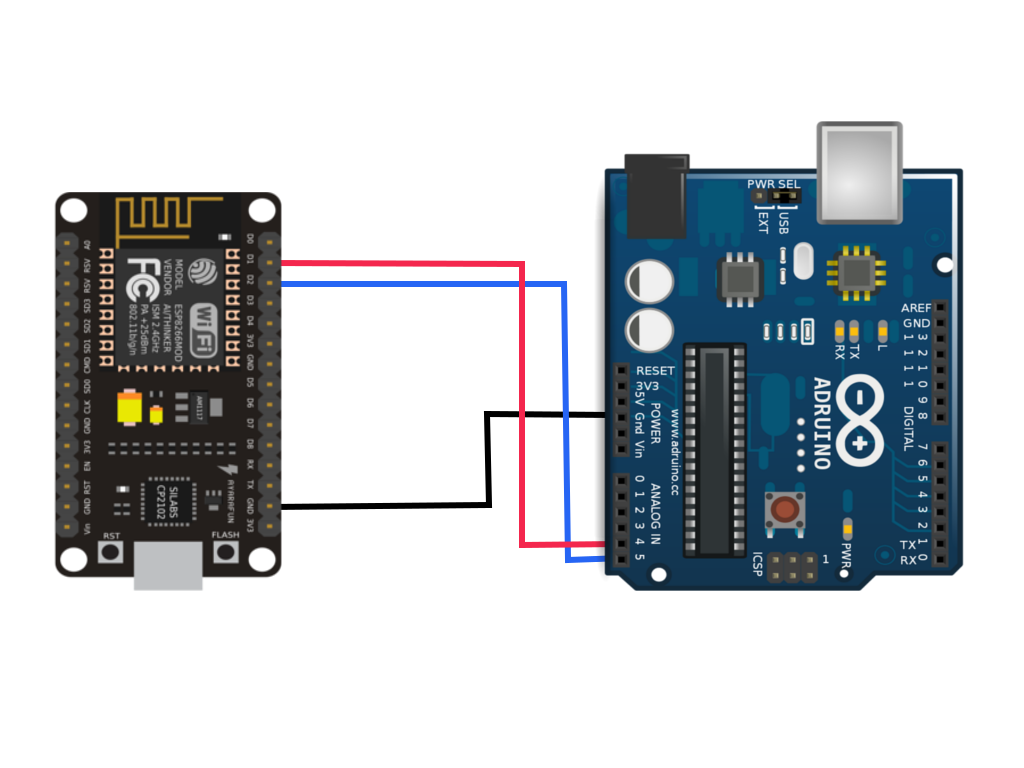 A0
RSV
RSV
SD3
SD2
SD1
CMD
SD0
CLK
GND
3V3
EN
RST
GND
Vin
D0
D1
D2
D3
D4
3V3
GND
D5
D6
D7
D8
RX
TX
GND
3V3
FC
MODEL
VENDOR
ESP8266MOD
AI/THINKER
ISM 2.4GHz
PA +25dBm
802.11b/g/n
Wi Fi
AM1117
SILABS
CP2102
AYARAFUN
RST
FLASH
PWR SEL
EXT
USB
RESET
3V3
5V
Gnd
Vin
POWER
www.adruino.cc
0
1
2
3
4
5
ANALOG IN
AREF
GND
13
12
11
10
9
8
DIGITAL
7
6
5
4
3
2
TX 1
RX 0
RX
TX
L
ADRUINO
ICSP
1
PWR